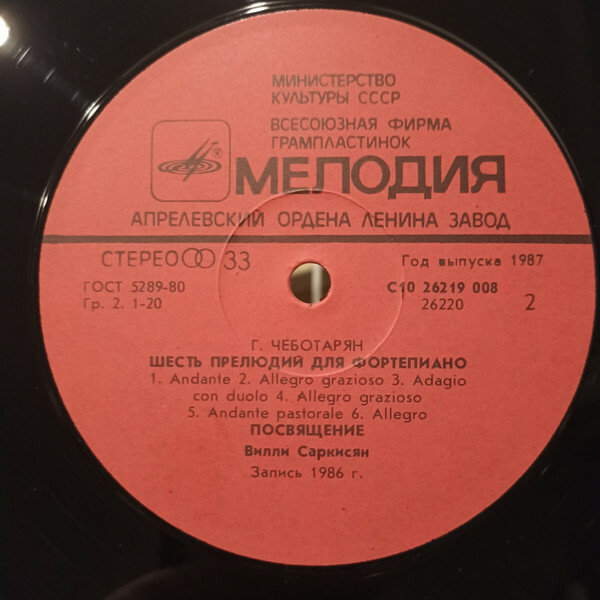 МИНИСТЕРСТВО
КУЛЬТУРЫ СССР
ВСЕСОЮЗНАЯ ФИРМА
ГРАМПЛАСТИНОК
МЕЛОДИЯ
АПРЕЛЕВСКИЙ ОРДЕНА ЛЕНИНА ЗАВОД
СТЕРЕО 33 Год выпуска 1987
ГОСТ 5289-80 С10 26219 008
Гр. 2. 1-20 26220 2
Г. ЧЕБОТАРЯН
ШЕСТЬ ПРЕЛЮДИЙ ДЛЯ ФОРТЕПИАНО
1. Andante 2. Allegro grazioso 3. Adagio
con duolo 4. Allegro grazioso
5. Andante pastorale 6. Allegro
ПОСВЯЩЕНИЕ
Вилли Саркисян
Запись 1986 г.